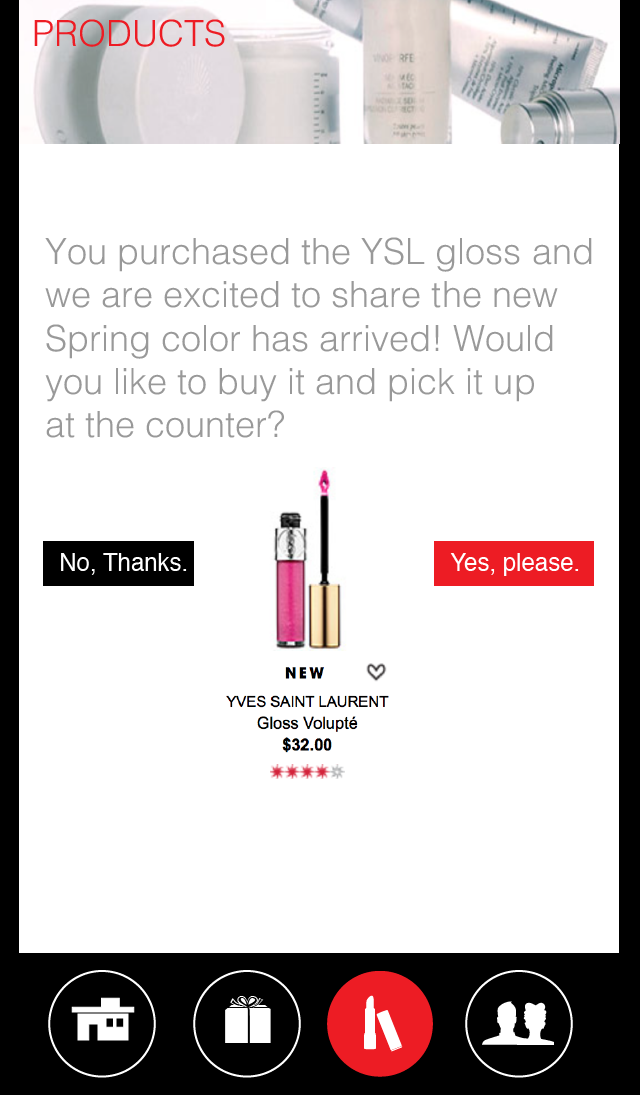 PRODUCTS
You purchased the YSL gloss and
we are excited to share the new
Spring color has arrived! Would
you like to buy it and pick it up
at the counter?
No, Thanks.
Yes, please.
NEW
YVES SAINT LAURENT
Gloss Volupté
$32.00